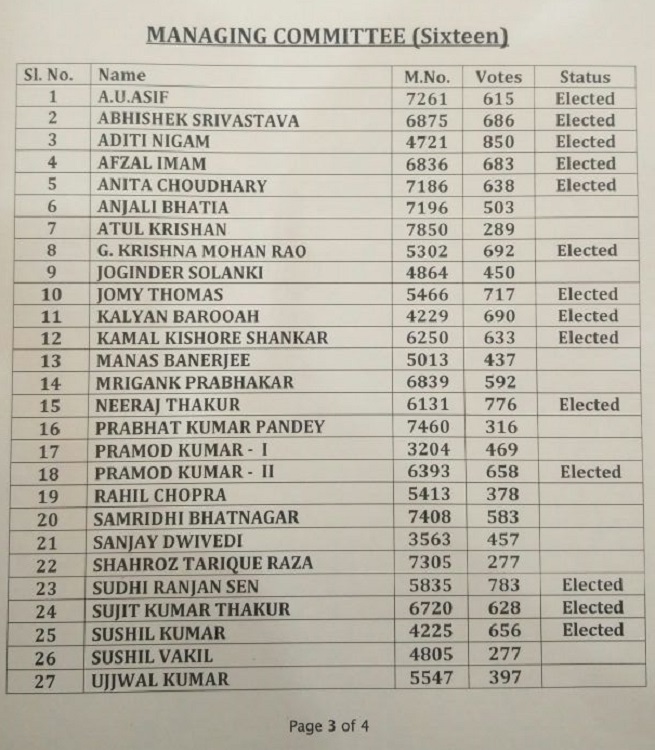 MANAGING COMMITTEE (Sixteen)
Sl. No. Name M.No. Votes Status
1 A.U.ASIF 7261 615 Elected
2 ABHISHEK SRIVASTAVA 6875 686 Elected
3 ADITI NIGAM 4721 850 Elected
4 AFZAL IMAM 6836 683 Elected
5 ANITA CHOUDHARY 7186 638 Elected
6 ANJALI BHATIA 7196 503
7 ATUL KRISHAN 7850 289
8 G. KRISHNA MOHAN RAO 5302 692 Elected
9 JOGINDER SOLANKI 4864 450
10 JOMY THOMAS 5466 717 Elected
11 KALYAN BAROOAH 4229 690 Elected
12 KAMAL KISHORE SHANKAR 6250 633 Elected
13 MANAS BANERJEE 5013 437
14 MRIGANK PRABHAKAR 6839 592
15 NEERAJ THAKUR 6131 776 Elected
16 PRABHAT KUMAR PANDEY 7460 316
17 PRAMOD KUMAR - I 3204 469
18 PRAMOD KUMAR - II 6393 658 Elected
19 RAHIL CHOPRA 5413 378
20 SAMRIDHI BHATNAGAR 7408 583
21 SANJAY DWIVEDI 3563 457
22 SHAHROZ TARIQUE RAZA 7305 277
23 SUDHI RANJAN SEN 5835 783 Elected
24 SUJIT KUMAR THAKUR 6720 628 Elected
25 SUSHIL KUMAR 4225 656 Elected
26 SUSHIL VAKIL 4805 277
27 UJJWAL KUMAR 5547 397
Page 3 of 4